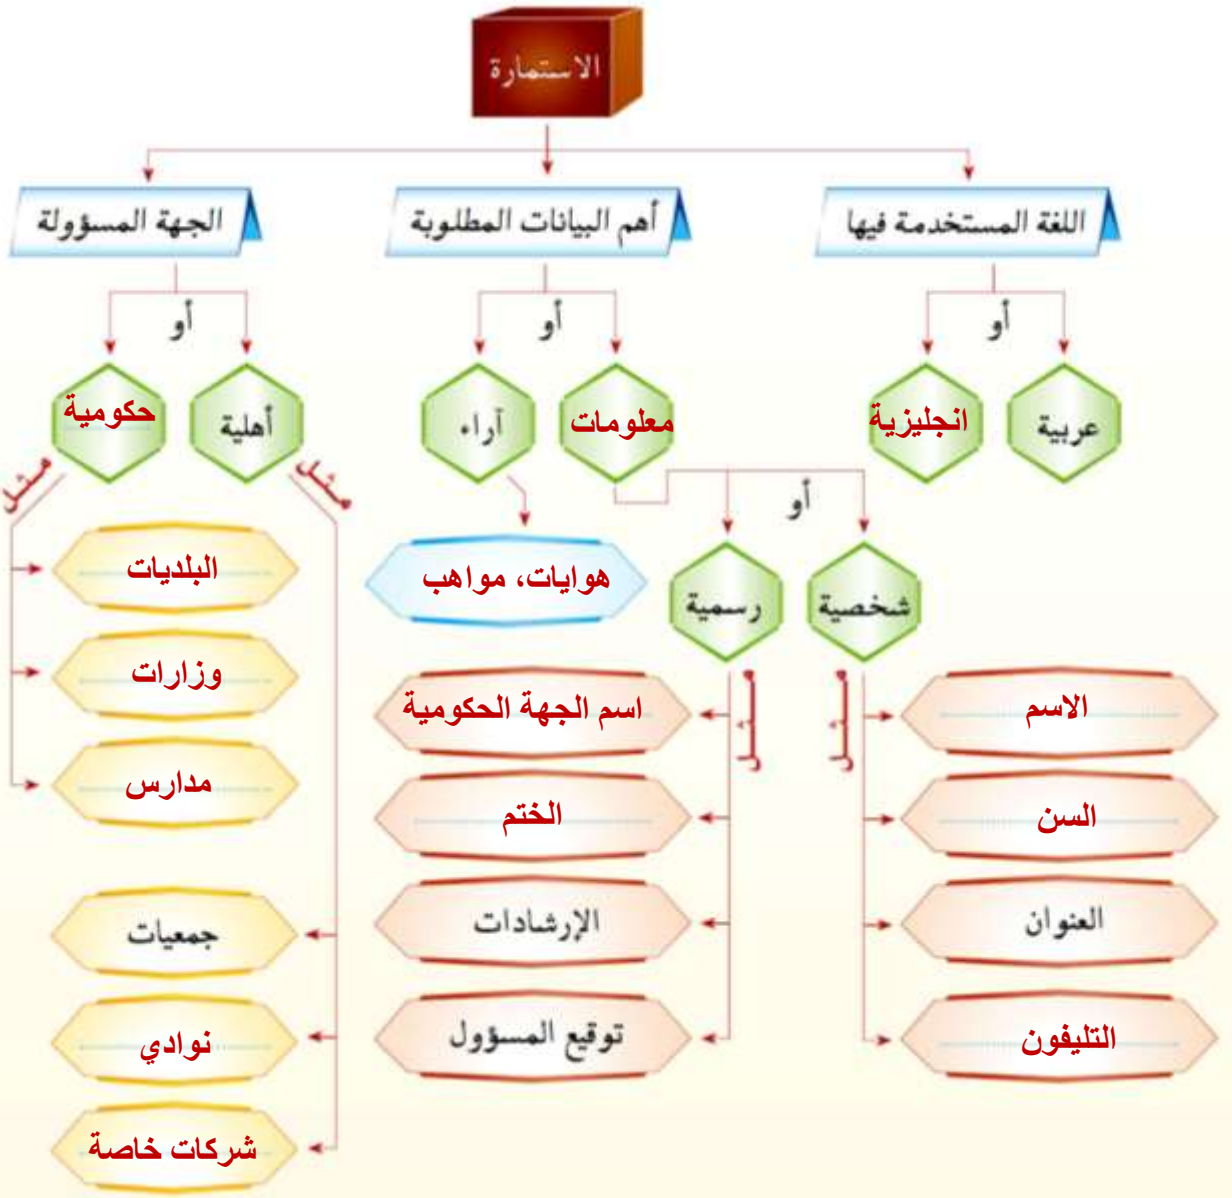 الاستمارة
اللغة المستخدمة فيها
أهم البيانات المطلوبة
الجهة المسؤولة
أو
أو
أو
عربية
انجليزية
معلومات
آراء
أهلية
حكومية
مثل
مثل
أو
شخصية
رسمية
هوايات، مواهب
مثل
مثل
الاسم
السن
العنوان
التليفون
اسم الجهة الحكومية
الختم
الإرشادات
توقيع المسؤول
البلديات
وزارات
مدارس
جمعيات
نوادي
شركات خاصة